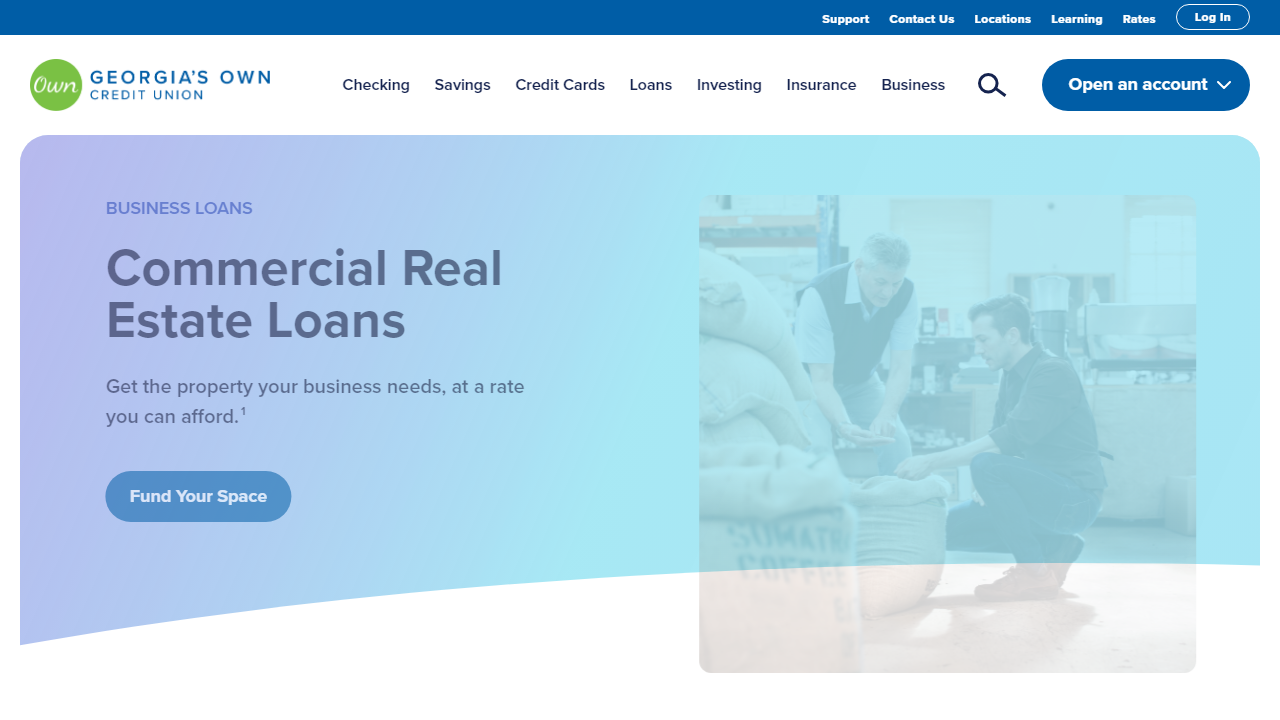 Support Contact Us Locations Learning Rates Log In
Own GEORGIA'S OWN
CREDIT UNION
Checking Savings Credit Cards Loans Investing Insurance Business Open an account
BUSINESS LOANS
Commercial Real
Estate Loans
Get the property your business needs, at a rate
you can afford.¹
Fund Your Space